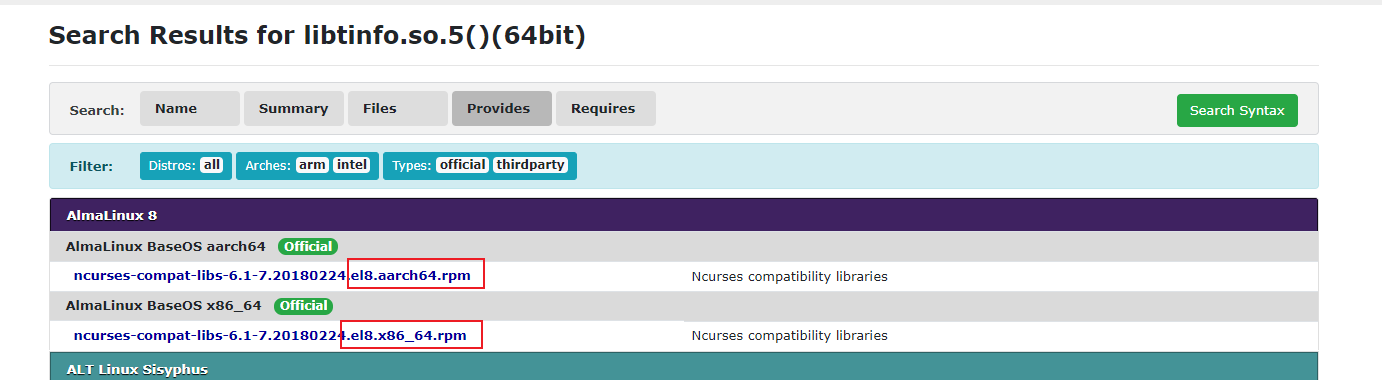 Search Results for libtinfo.so.5()(64bit)
Search: Name Summary Files Provides Requires Search Syntax
Filter: Distros: all Arches: arm intel Types: official thirdparty
AlmaLinux 8
AlmaLinux BaseOS aarch64 Official
ncurses-compat-libs-6.1-7.20180224.el8.aarch64.rpm Ncurses compatibility libraries
AlmaLinux BaseOS x86_64 Official
ncurses-compat-libs-6.1-7.20180224.el8.x86_64.rpm Ncurses compatibility libraries
ALT Linux Sisyphus